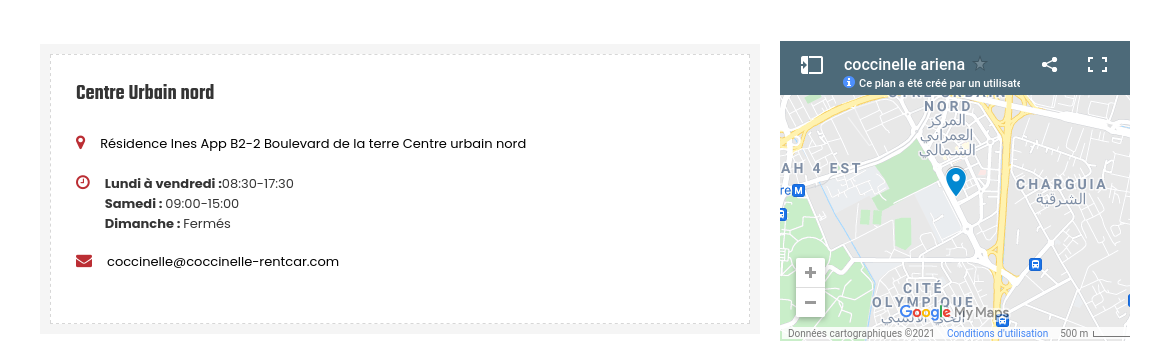 Centre Urbain nord
Résidence Ines App B2-2 Boulevard de la terre Centre urbain nord
Lundi à vendredi :08:30-17:30
Samedi : 09:00-15:00
Dimanche : Fermés
coccinelle@coccinelle-rentcar.com
coccinelle ariena
Ce plan a été créé par un utilisate
NORD
المركز
العمراني
الشمالي
AH 4 EST
re M
CHARGUIA
الشرقية
+
−
CITÉ
OLYMPIQUE
الحي الأولمبي
Google My Maps
Données cartographiques ©2021 Conditions d'utilisation 500 m